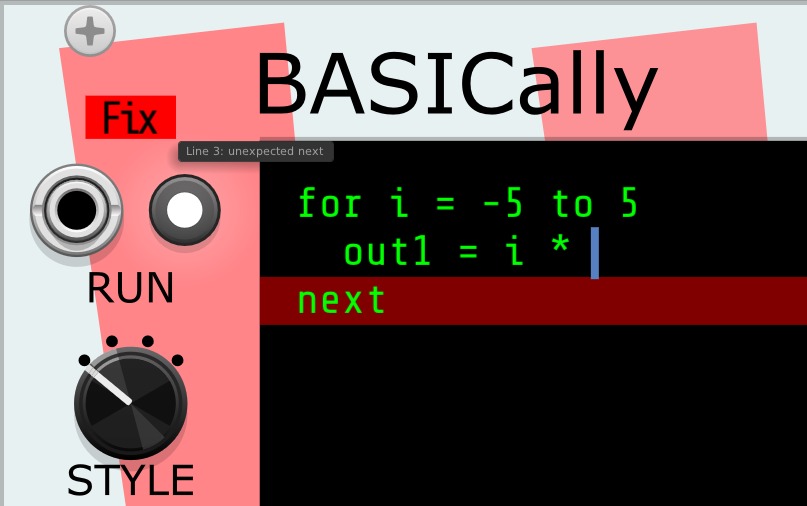 BASICally
Fix
Line 3: unexpected next
for i = -5 to 5
out1 = i *
next
RUN
STYLE